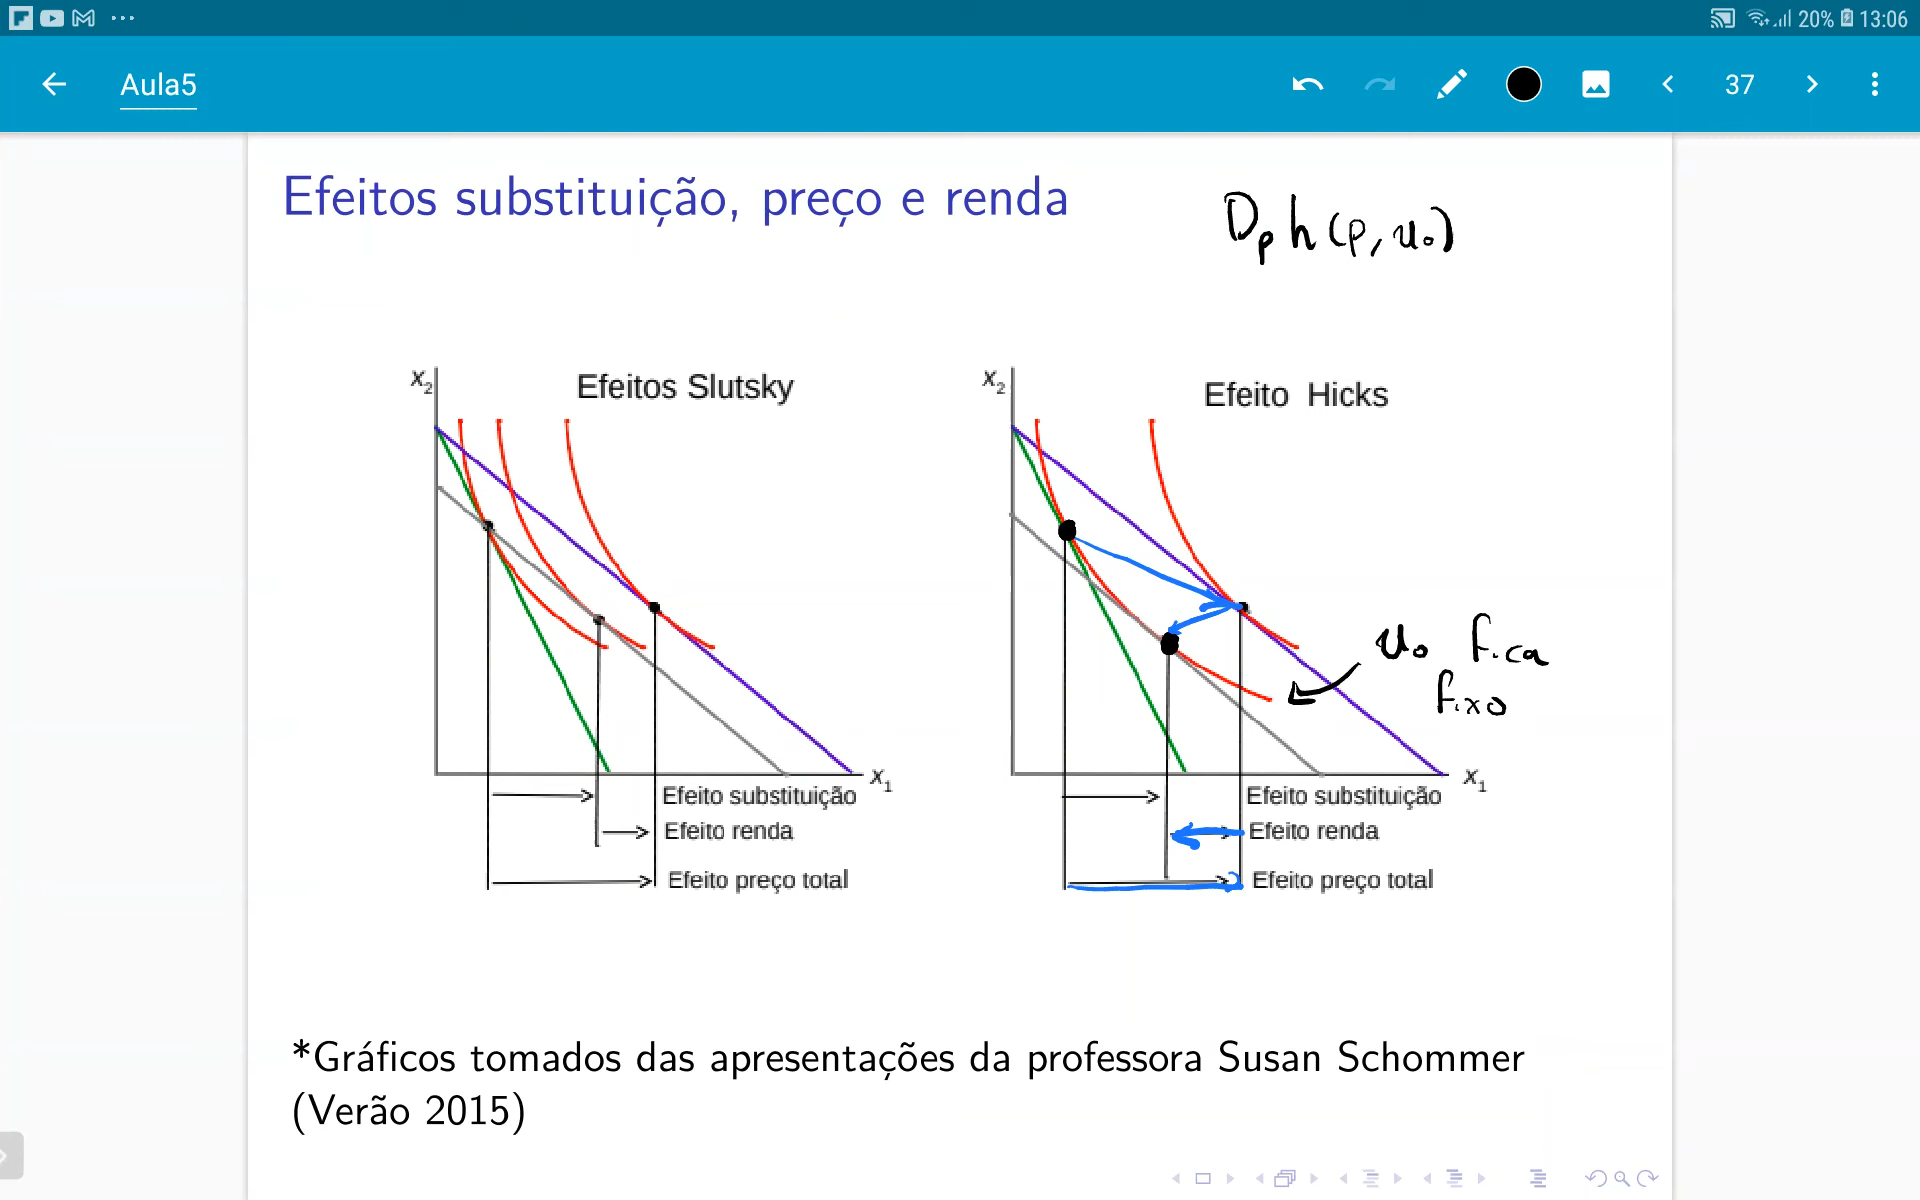 20% 13:06
Aula5
37
Efeitos substituição, preço e renda
Dp h (p, u₀)
x₂
Efeitos Slutsky
x₁
Efeito substituição
Efeito renda
Efeito preço total
x₂
Efeito Hicks
u₀ fica
fixo
x₁
Efeito substituição
Efeito renda
Efeito preço total
*Gráficos tomados das apresentações da professora Susan Schommer
(Verão 2015)